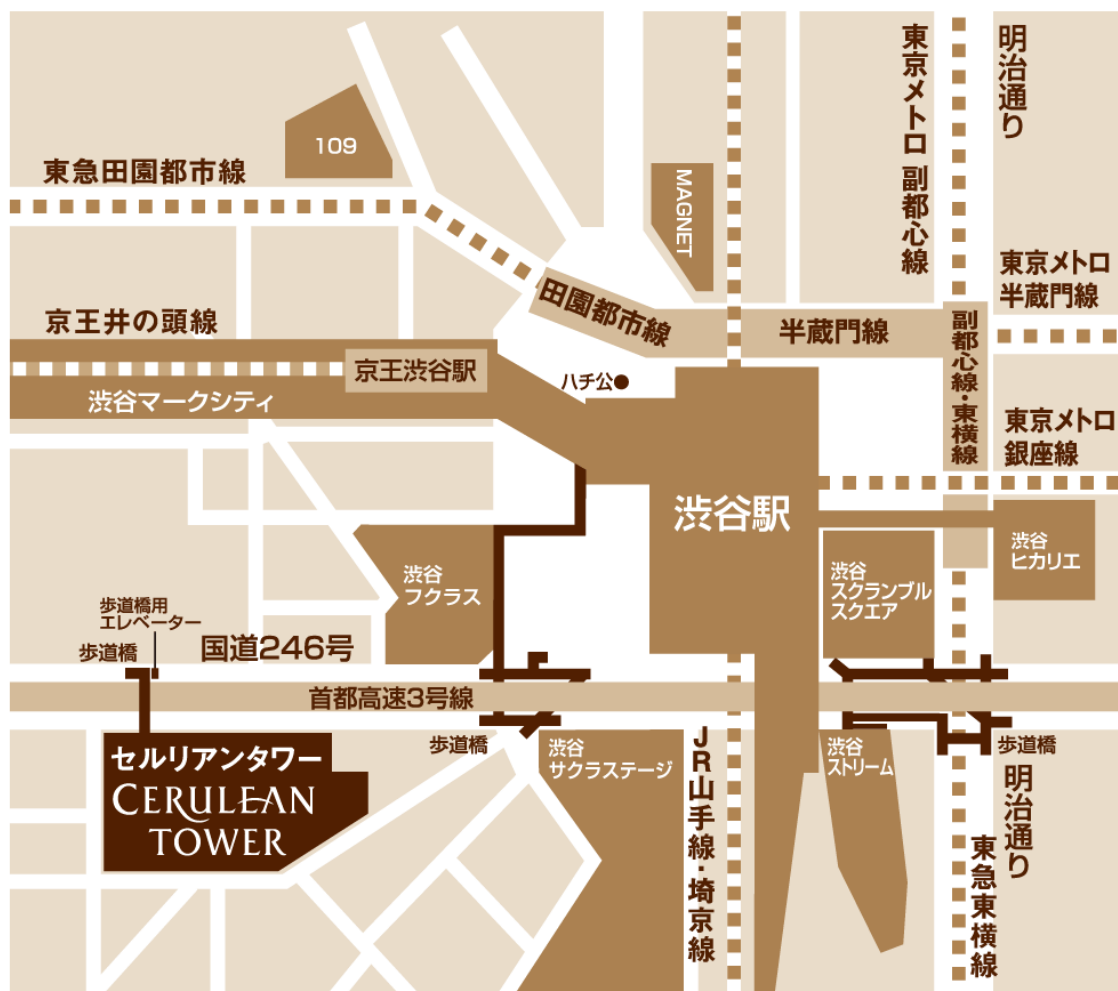 東京メトロ 副都心線
明治通り
109
東急田園都市線
MAGNET
東京メトロ
半蔵門線
田園都市線
半蔵門線
京王井の頭線
京王渋谷駅
ハチ公
副都心線・東横線
渋谷マークシティ
東京メトロ
銀座線
渋谷駅
渋谷
ヒカリエ
渋谷
フクラス
渋谷
スクランブル
スクエア
歩道橋用
エレベーター
歩道橋
国道246号
首都高速3号線
歩道橋
渋谷
サクラステージ
JR山手線・埼京線
渋谷
ストリーム
歩道橋
明治通り
東急東横線
セルリアンタワー
CERULEAN
TOWER